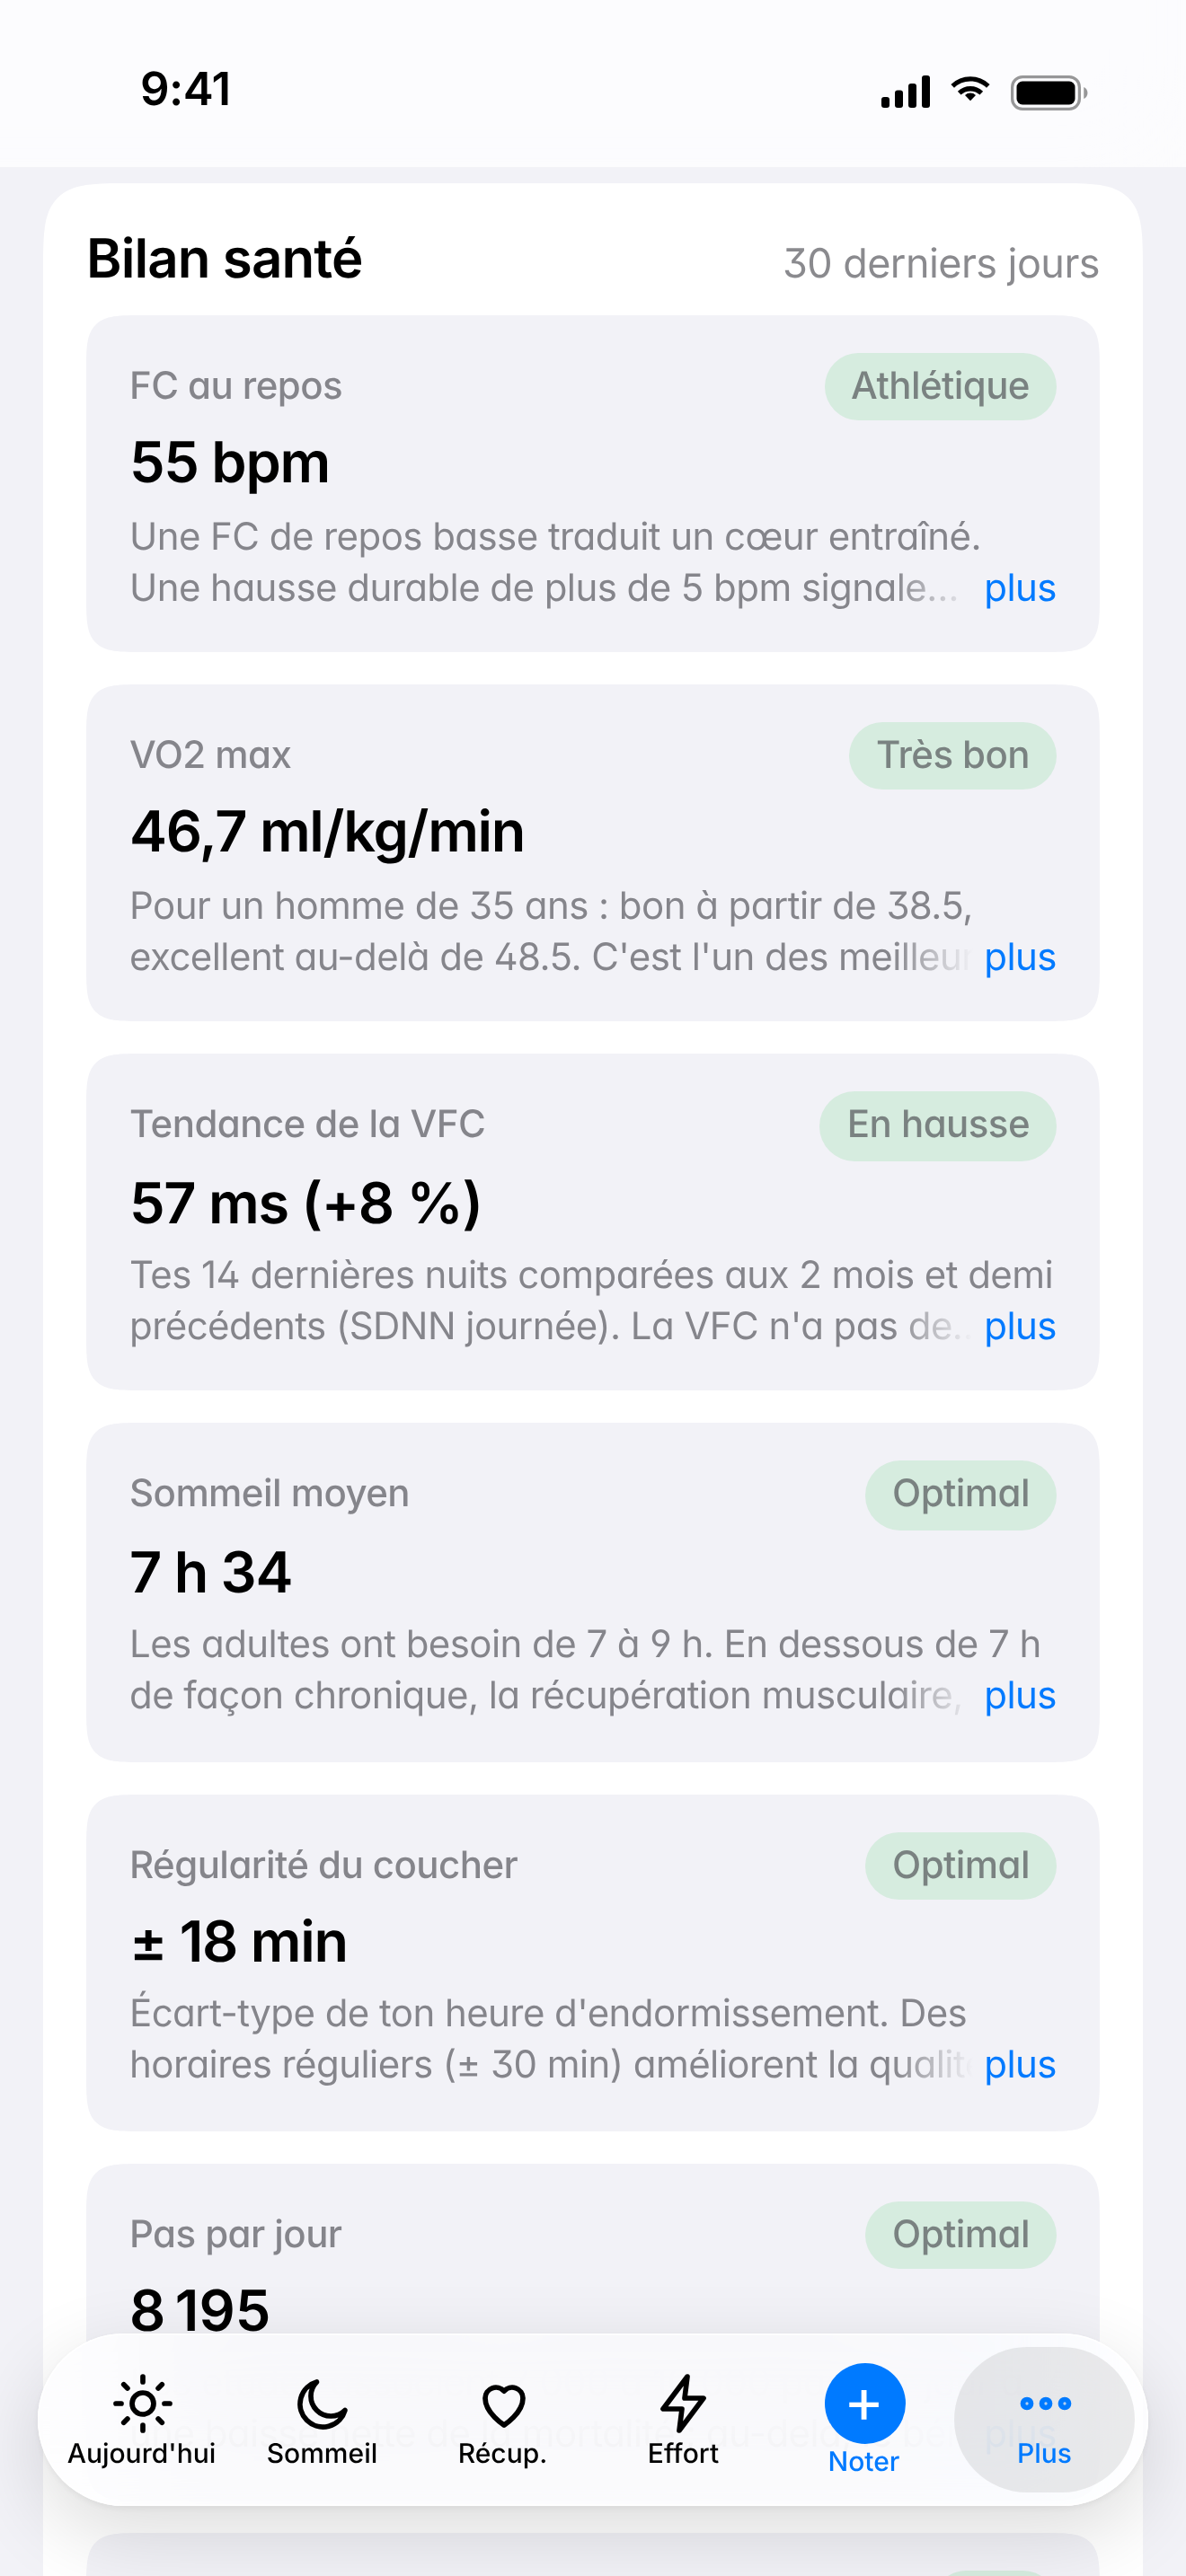 9:41
Bilan santé
30 derniers jours
FC au repos
Athlétique
55 bpm
Une FC de repos basse traduit un cœur entraîné.
Une hausse durable de plus de 5 bpm signale... plus
VO2 max
Très bon
46,7 ml/kg/min
Pour un homme de 35 ans : bon à partir de 38.5,
excellent au-delà de 48.5. C'est l'un des meilleur plus
Tendance de la VFC
En hausse
57 ms (+8 %)
Tes 14 dernières nuits comparées aux 2 mois et demi
précédents (SDNN journée). La VFC n'a pas de.. plus
Sommeil moyen
Optimal
7 h 34
Les adultes ont besoin de 7 à 9 h. En dessous de 7 h
de façon chronique, la récupération musculaire, plus
Régularité du coucher
Optimal
± 18 min
Écart-type de ton heure d'endormissement. Des
horaires réguliers (± 30 min) améliorent la qualité plus
Pas par jour
Optimal
8 195
Aujourd'hui
Sommeil
Récup.
Effort
Noter
Plus